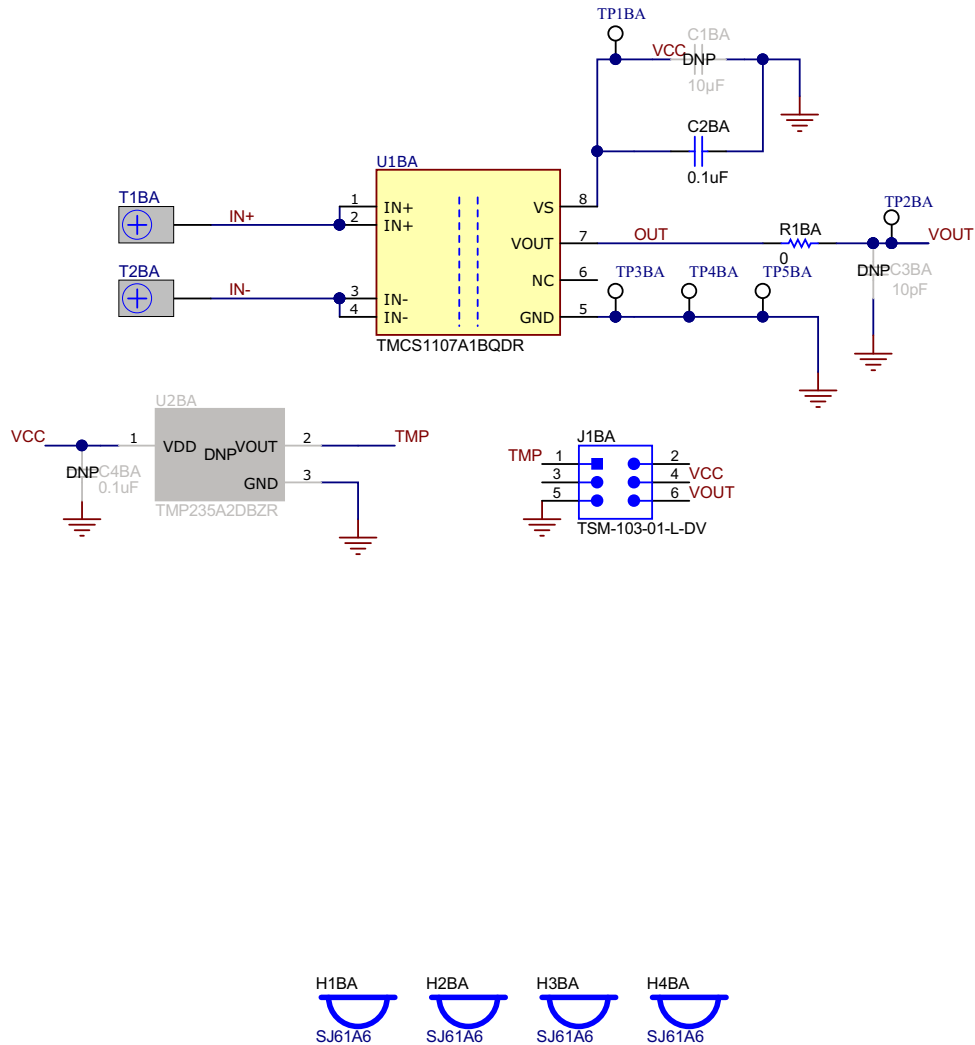 TP1BA
C1BA
VCC
DNP
10µF
C2BA
0.1uF
U1BA
T1BA
IN+
1
2
IN+
IN+
VS
8
VOUT
7
OUT
R1BA
0
TP2BA
VOUT
DNP
C3BA
10pF
T2BA
IN-
3
4
IN-
IN-
NC
6
GND
5
TP3BA
TP4BA
TP5BA
TMCS1107A1BQDR
U2BA
VCC
1
VDD
DNP
VOUT
2
TMP
DNP
C4BA
0.1uF
GND
3
TMP235A2DBZR
J1BA
TMP
1
2
3
4
VCC
5
6
VOUT
TSM-103-01-L-DV
H1BA
H2BA
H3BA
H4BA
SJ61A6
SJ61A6
SJ61A6
SJ61A6